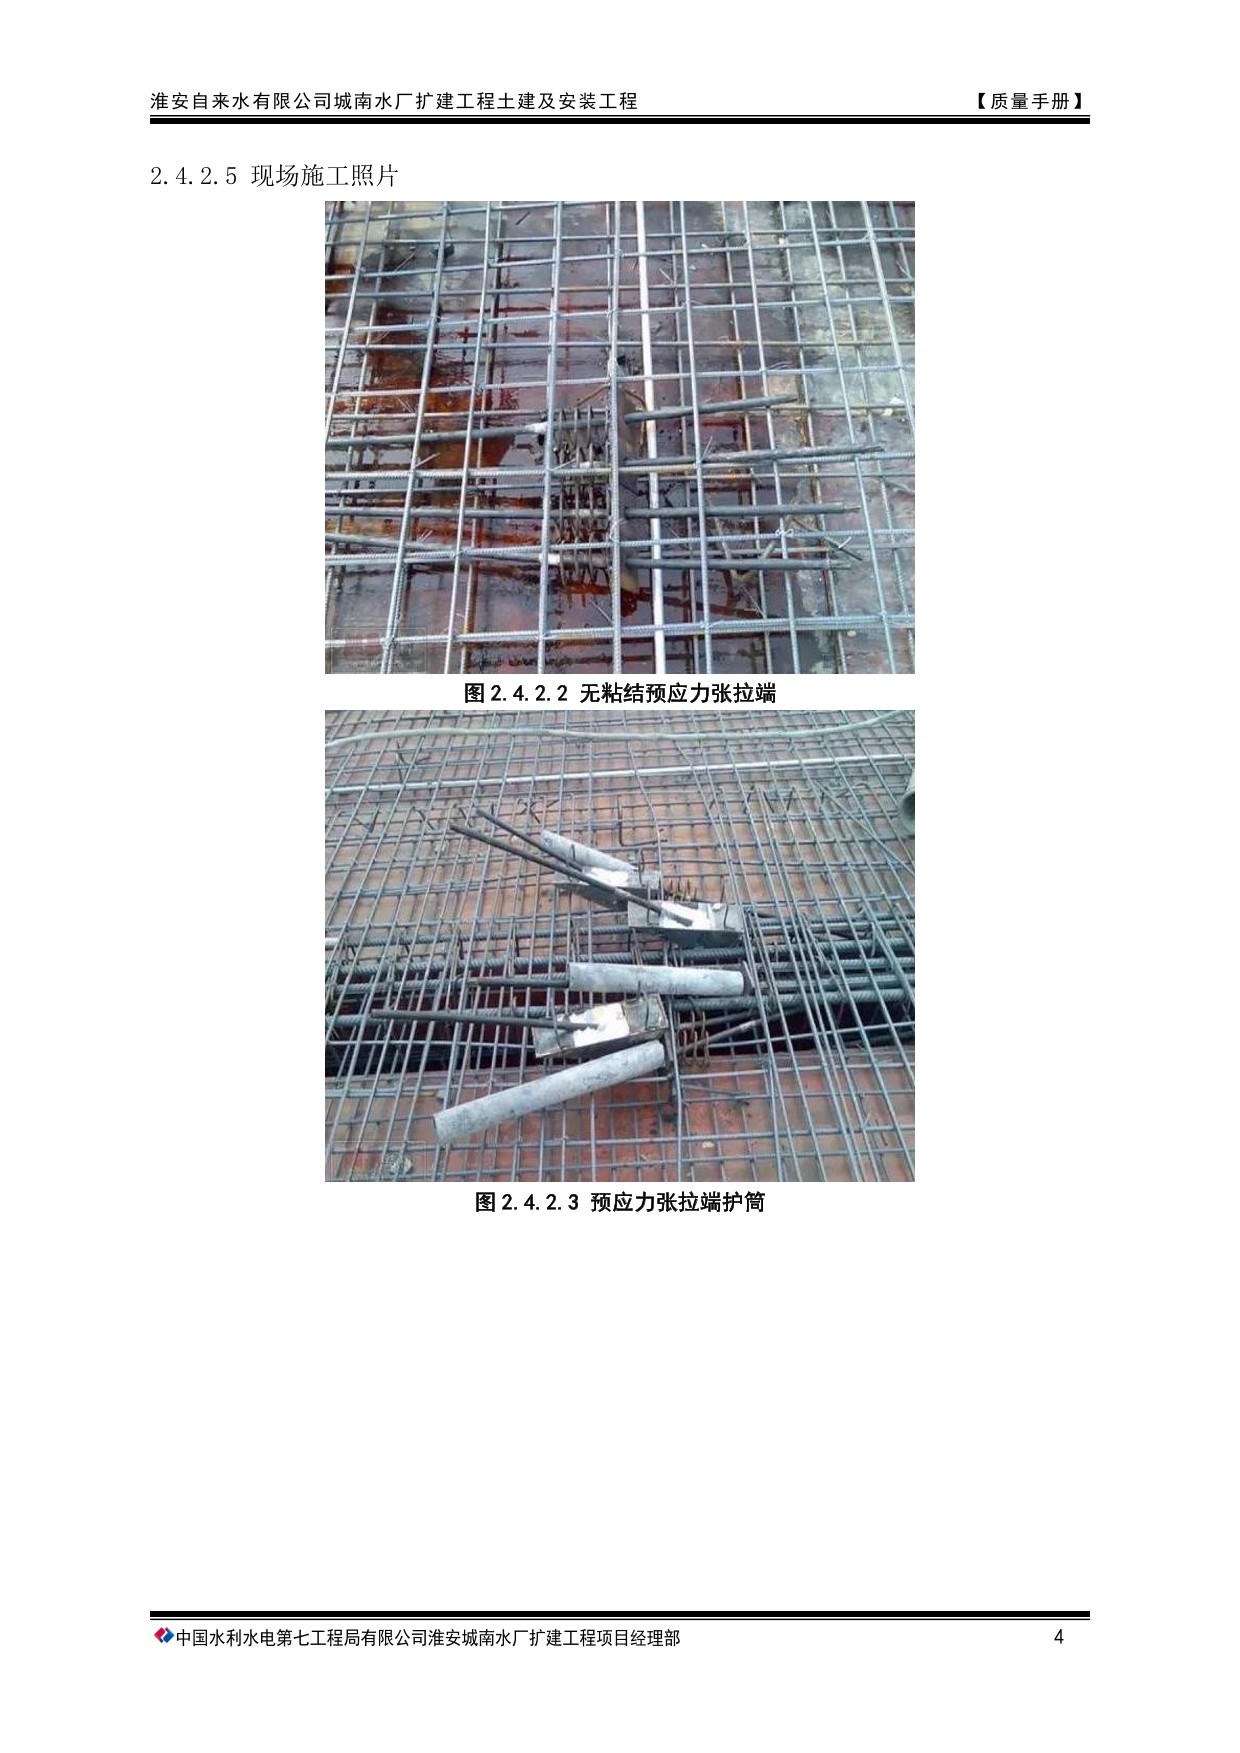 淮安自来水有限公司城南水厂扩建工程土建及安装工程 【质量手册】
2.4.2.5 现场施工照片
图2.4.2.2 无粘结预应力张拉端
图2.4.2.3 预应力张拉端护筒
中国水利水电第七工程局有限公司淮安城南水厂扩建工程项目经理部 4